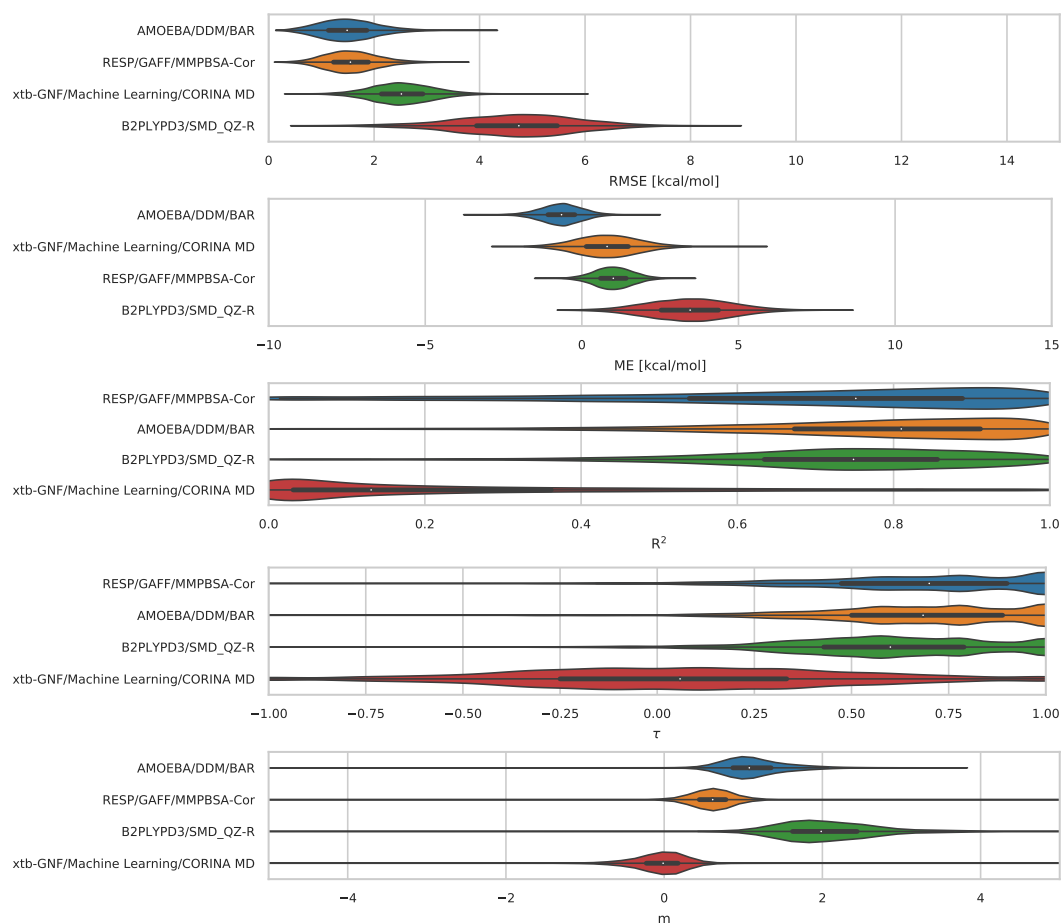 AMOEBA/DDM/BAR
RESP/GAFF/MMPBSA-Cor
xtb-GNF/Machine Learning/CORINA MD
B2PLYPD3/SMD_QZ-R
0 2 4 6 8 10 12 14
RMSE [kcal/mol]
AMOEBA/DDM/BAR
xtb-GNF/Machine Learning/CORINA MD
RESP/GAFF/MMPBSA-Cor
B2PLYPD3/SMD_QZ-R
−10 −5 0 5 10 15
ME [kcal/mol]
RESP/GAFF/MMPBSA-Cor
AMOEBA/DDM/BAR
B2PLYPD3/SMD_QZ-R
xtb-GNF/Machine Learning/CORINA MD
0.0 0.2 0.4 0.6 0.8 1.0
R²
RESP/GAFF/MMPBSA-Cor
AMOEBA/DDM/BAR
B2PLYPD3/SMD_QZ-R
xtb-GNF/Machine Learning/CORINA MD
−1.00 −0.75 −0.50 −0.25 0.00 0.25 0.50 0.75 1.00
τ
AMOEBA/DDM/BAR
RESP/GAFF/MMPBSA-Cor
B2PLYPD3/SMD_QZ-R
xtb-GNF/Machine Learning/CORINA MD
−4 −2 0 2 4
m